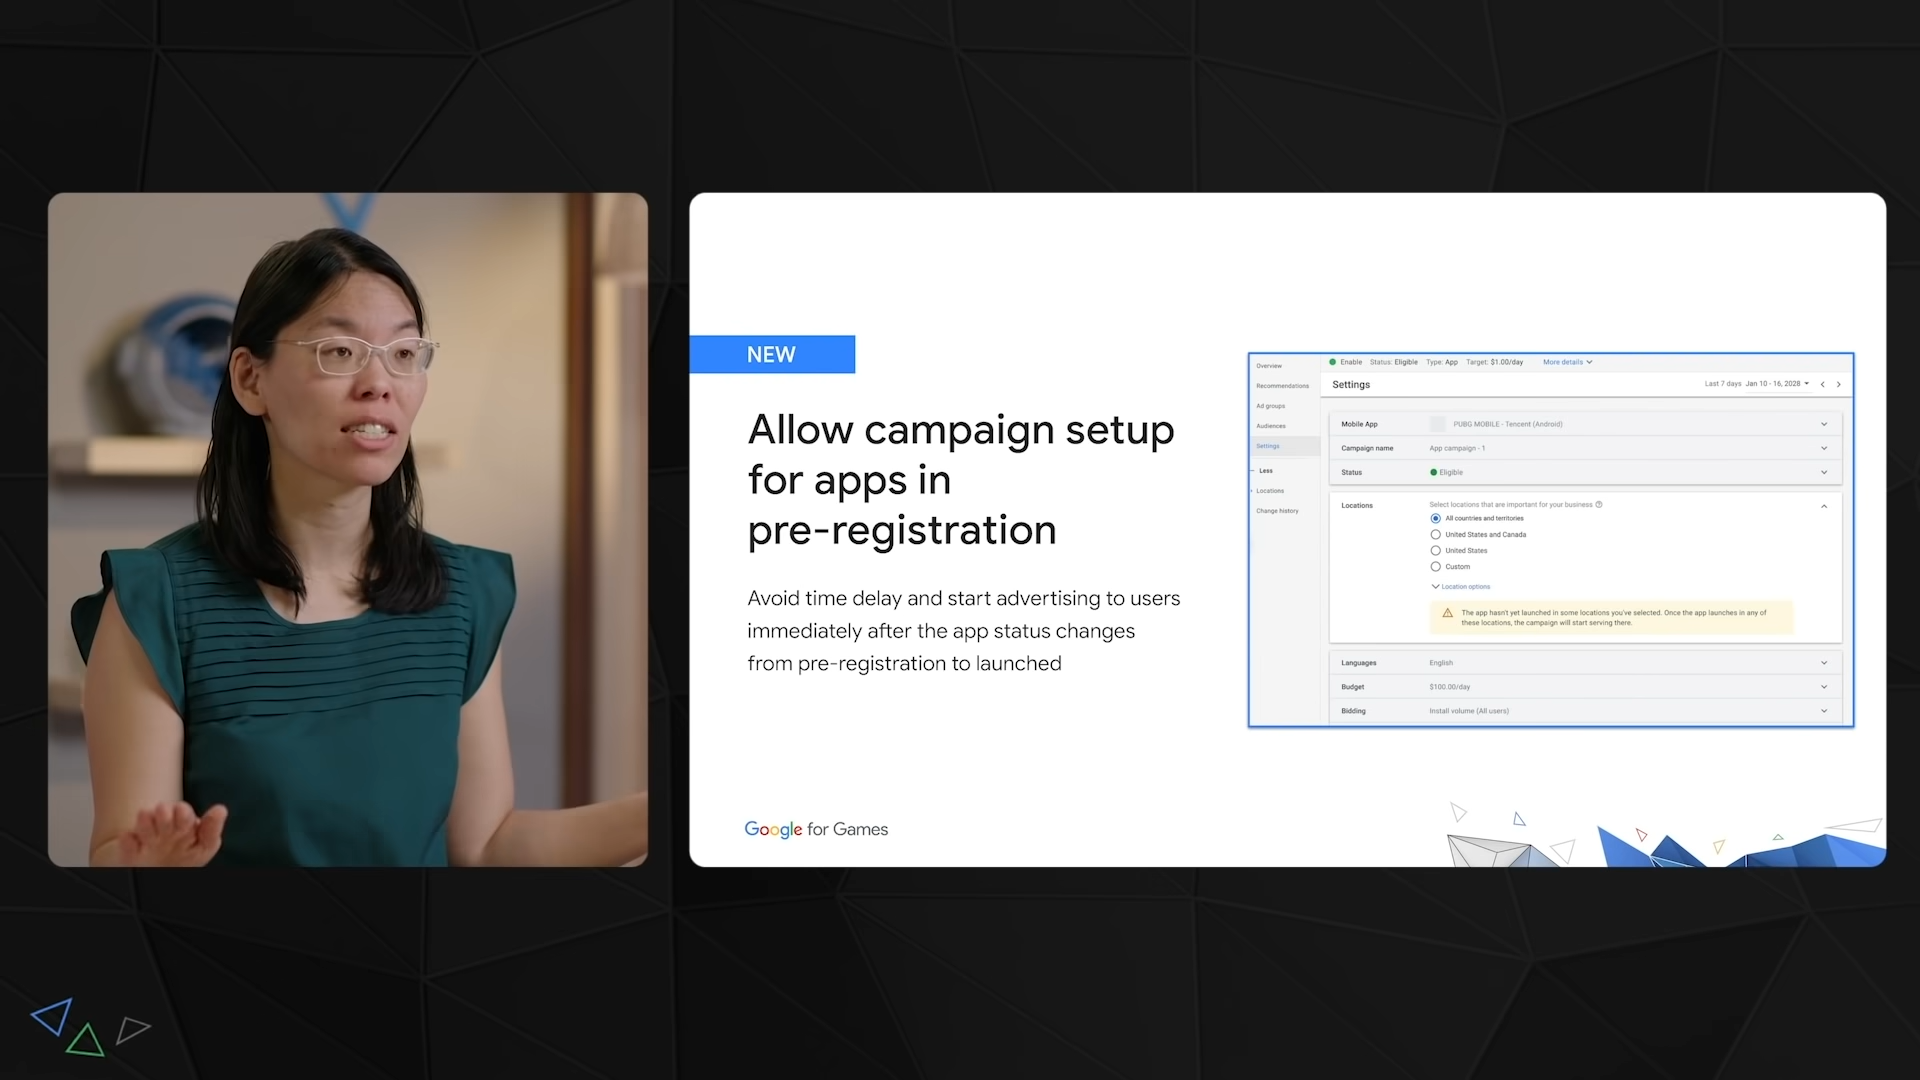 NEW
Allow campaign setup
for apps in
pre-registration
Avoid time delay and start advertising to users
immediately after the app status changes
from pre-registration to launched
Google for Games
Overview
Recommendations
Ad groups
Audiences
Settings
Less
Locations
Change history
Enable Status: Eligible Type: App Target: $1.00/day More details
Settings
Last 7 days Jan 10 - 16, 2028
Mobile App PUBG MOBILE - Tencent (Android)
Campaign name App campaign - 1
Status Eligible
Locations Select locations that are important for your business
All countries and territories
United States and Canada
United States
Custom
Location options
The app hasn't yet launched in some locations you've selected. Once the app launches in any of
these locations, the campaign will start serving there.
Languages English
Budget $100.00/day
Bidding Install volume (All users)